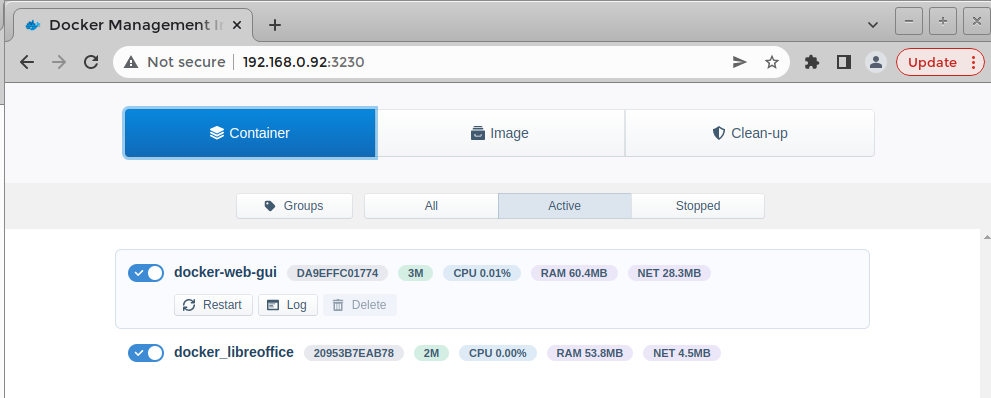 Docker Management I
Not secure 192.168.0.92:3230 Update
Container Image Clean-up
Groups All Active Stopped
docker-web-gui DA9EFFC01774 3M CPU 0.01% RAM 60.4MB NET 28.3MB
Restart Log Delete
docker_libreoffice 20953B7EAB78 2M CPU 0.00% RAM 53.8MB NET 4.5MB